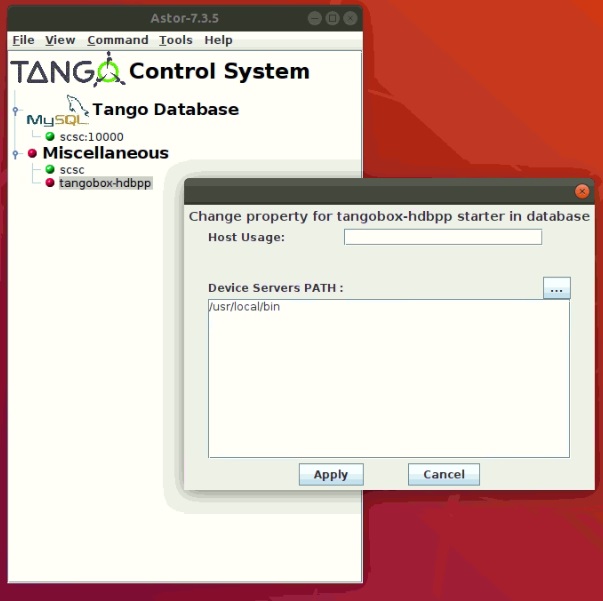 Astor-7.3.5
File View Command Tools Help
TANGO Control System
MySQL Tango Database
scsc:10000
Miscellaneous
scsc
tangobox-hdbpp
Change property for tangobox-hdbpp starter in database
Host Usage:
Device Servers PATH :
...
/usr/local/bin
Apply Cancel